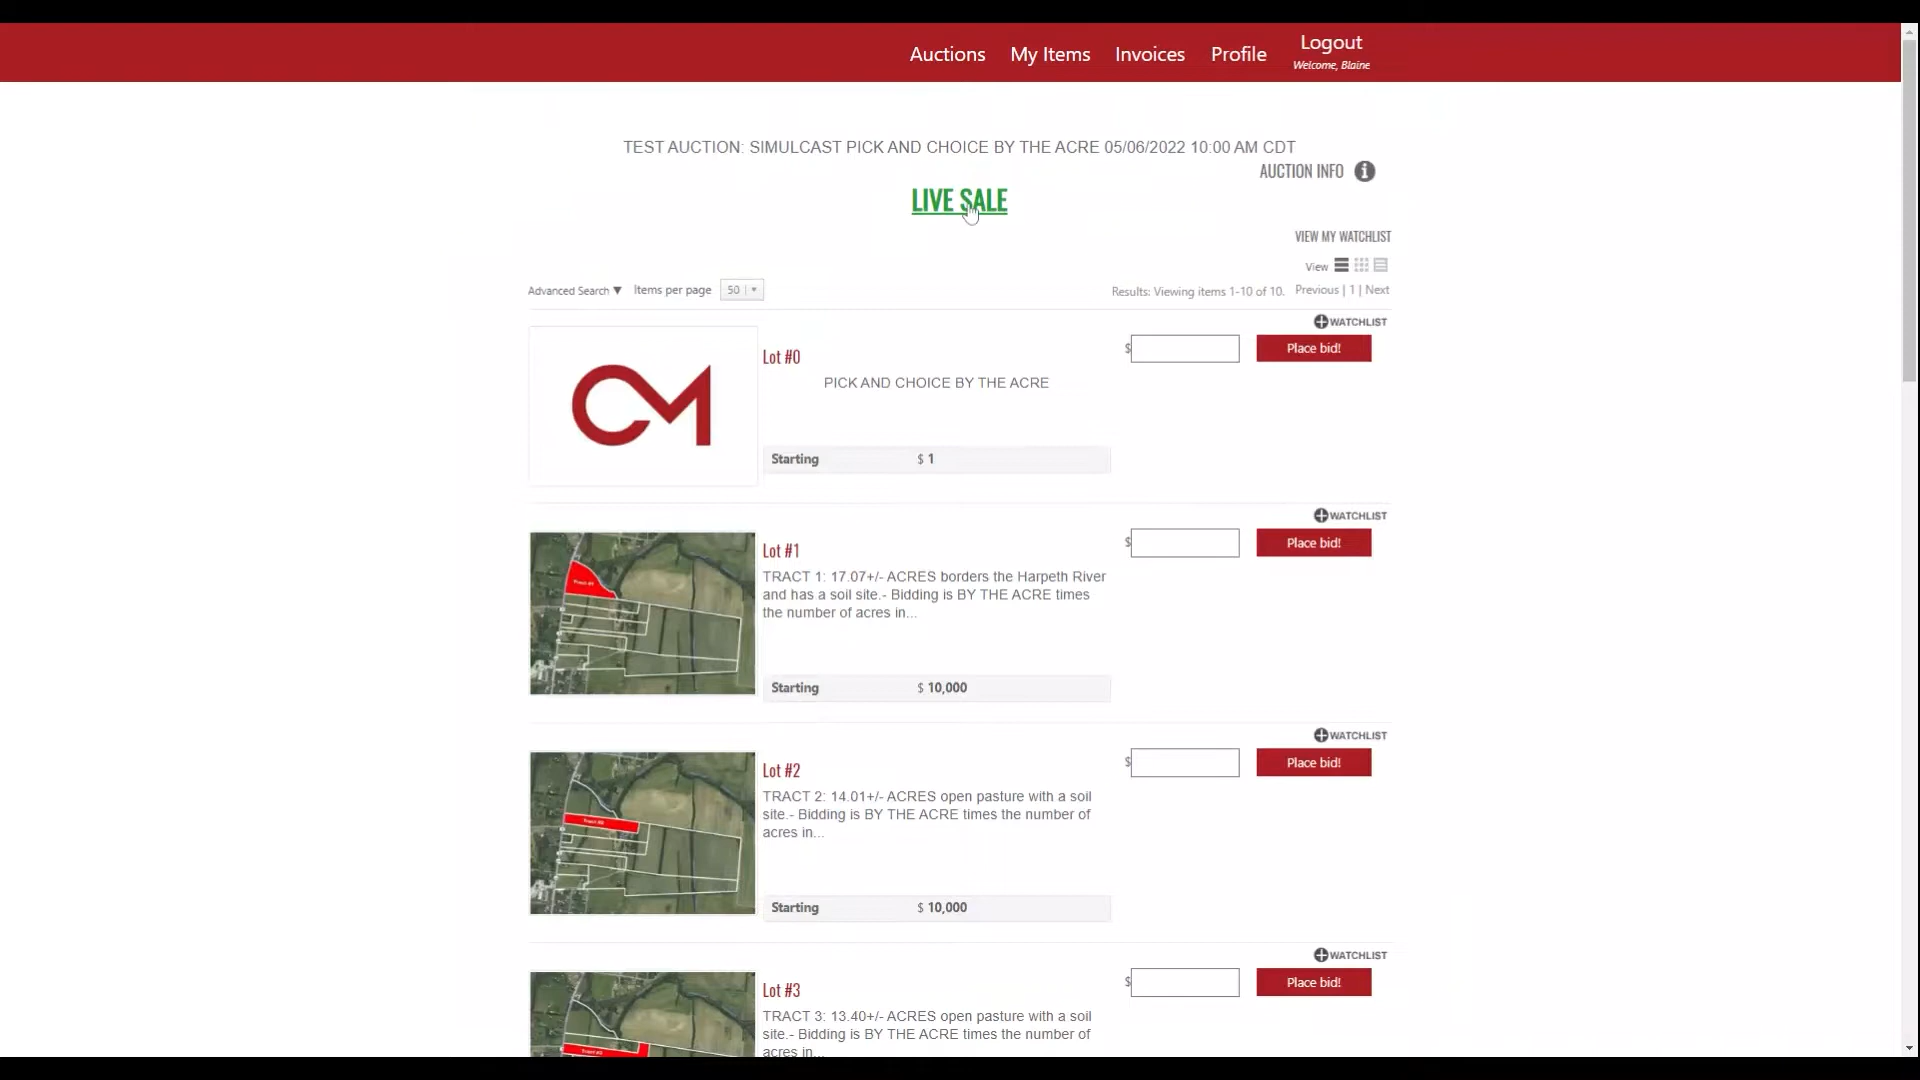 Auctions My Items Invoices Profile Logout
Welcome, Blaine
TEST AUCTION: SIMULCAST PICK AND CHOICE BY THE ACRE 05/06/2022 10:00 AM CDT
AUCTION INFO
LIVE SALE
VIEW MY WATCHLIST
View
Advanced Search ▼ Items per page 50 Results: Viewing items 1-10 of 10. Previous | 1 | Next
WATCHLIST
CM
Lot #0
$ Place bid!
PICK AND CHOICE BY THE ACRE
Starting $ 1
WATCHLIST
Lot #1
$ Place bid!
TRACT 1: 17.07+/- ACRES borders the Harpeth River
and has a soil site.- Bidding is BY THE ACRE times
the number of acres in...
Tract #1
Starting $ 10,000
WATCHLIST
Lot #2
$ Place bid!
TRACT 2: 14.01+/- ACRES open pasture with a soil
site.- Bidding is BY THE ACRE times the number of
acres in...
Tract #2
Starting $ 10,000
WATCHLIST
Lot #3
$ Place bid!
TRACT 3: 13.40+/- ACRES open pasture with a soil
site.- Bidding is BY THE ACRE times the number of
acres in...
Tract #3